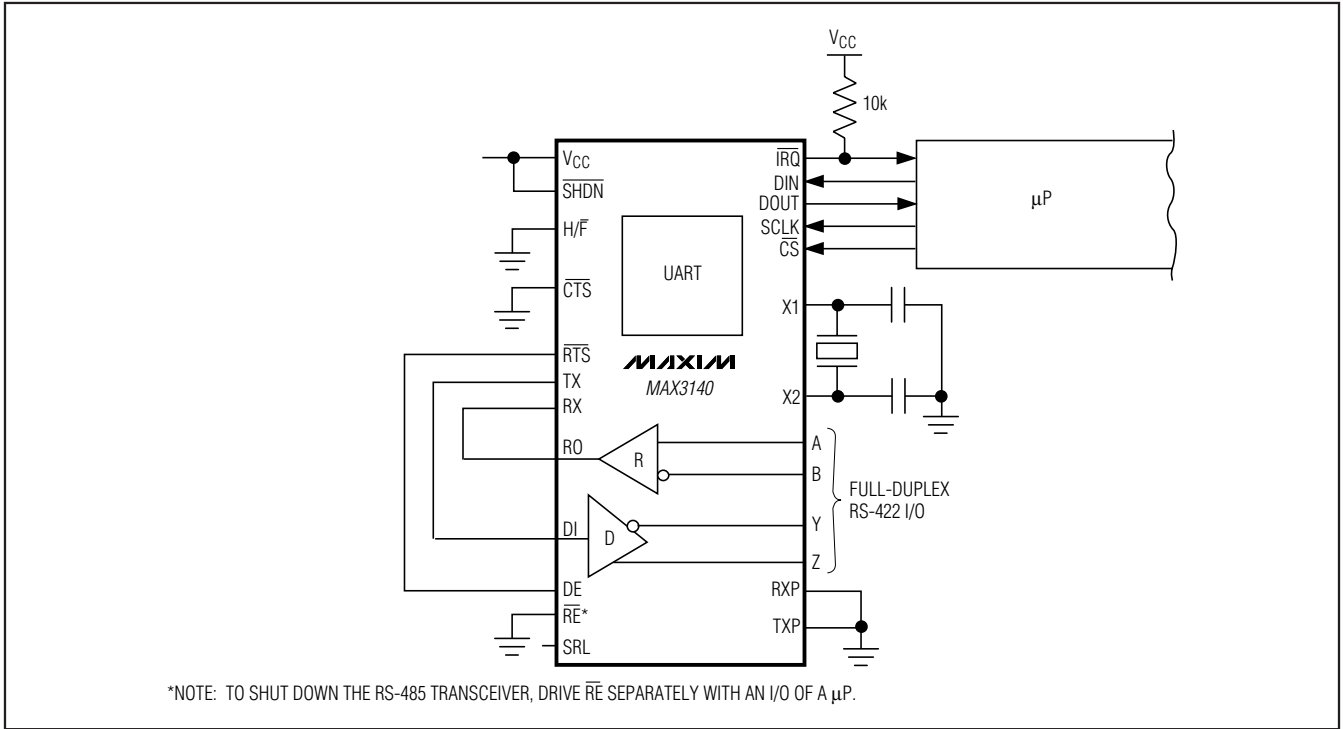 VCC
10k
VCC
SHDN
H/F
CTS
RTS
TX
RX
RO
DI
DE
RE*
SRL
UART
MAXIM
MAX3140
R
D
IRQ
DIN
DOUT
SCLK
CS
X1
X2
A
B
Y
Z
RXP
TXP
µP
FULL-DUPLEX
RS-422 I/O
*NOTE: TO SHUT DOWN THE RS-485 TRANSCEIVER, DRIVE RE SEPARATELY WITH AN I/O OF A µP.